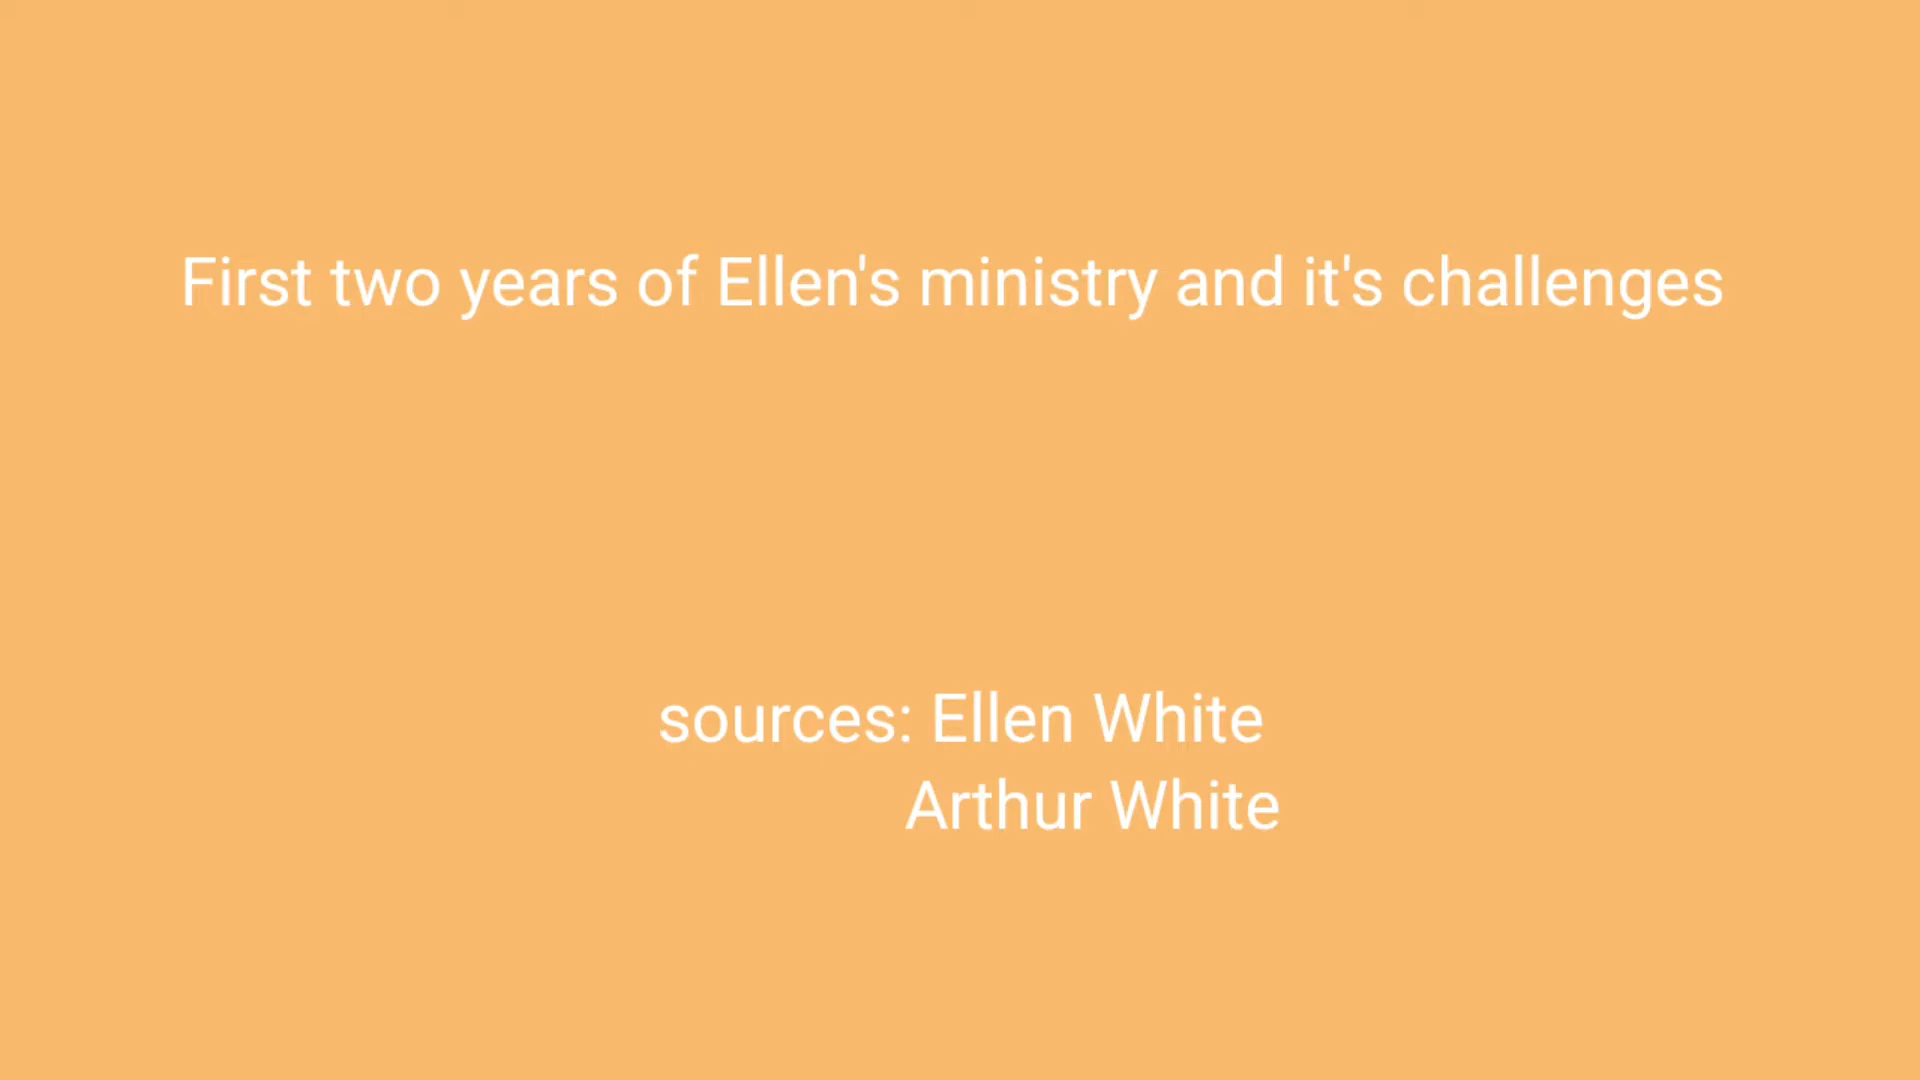 First two years of Ellen's ministry and it's challenges
sources: Ellen White
Arthur White